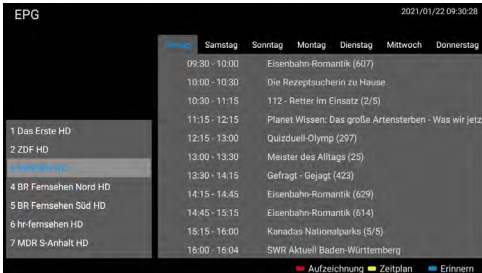 EPG
2021/01/22 09:30:28
Samstag Sonntag Montag Dienstag Mittwoch Donnerstag
09:30 - 10:00 Eisenbahn-Romantik (607)
10:00 - 10:30 Die Rezeptsucherin zu Hause
10:30 - 11:15 112 - Retter im Einsatz (2/5)
11:15 - 12:15 Planet Wissen: Das große Artensterben - Was wir jetz
12:15 - 13:00 Quizduell-Olymp (297)
13:00 - 13:30 Meister des Alltags (25)
13:30 - 14:15 Gefragt - Gejagt (423)
14:15 - 14:45 Eisenbahn-Romantik (629)
14:45 - 15:15 Eisenbahn-Romantik (614)
15:15 - 16:00 Kanadas Nationalparks (5/5)
16:00 - 16:04 SWR Aktuell Baden-Württemberg
1 Das Erste HD
2 ZDF HD
4 BR Fernsehen Nord HD
5 BR Fernsehen Süd HD
6 hr-fernsehen HD
7 MDR S-Anhalt HD
Aufzeichnung Zeitplan Erinnern